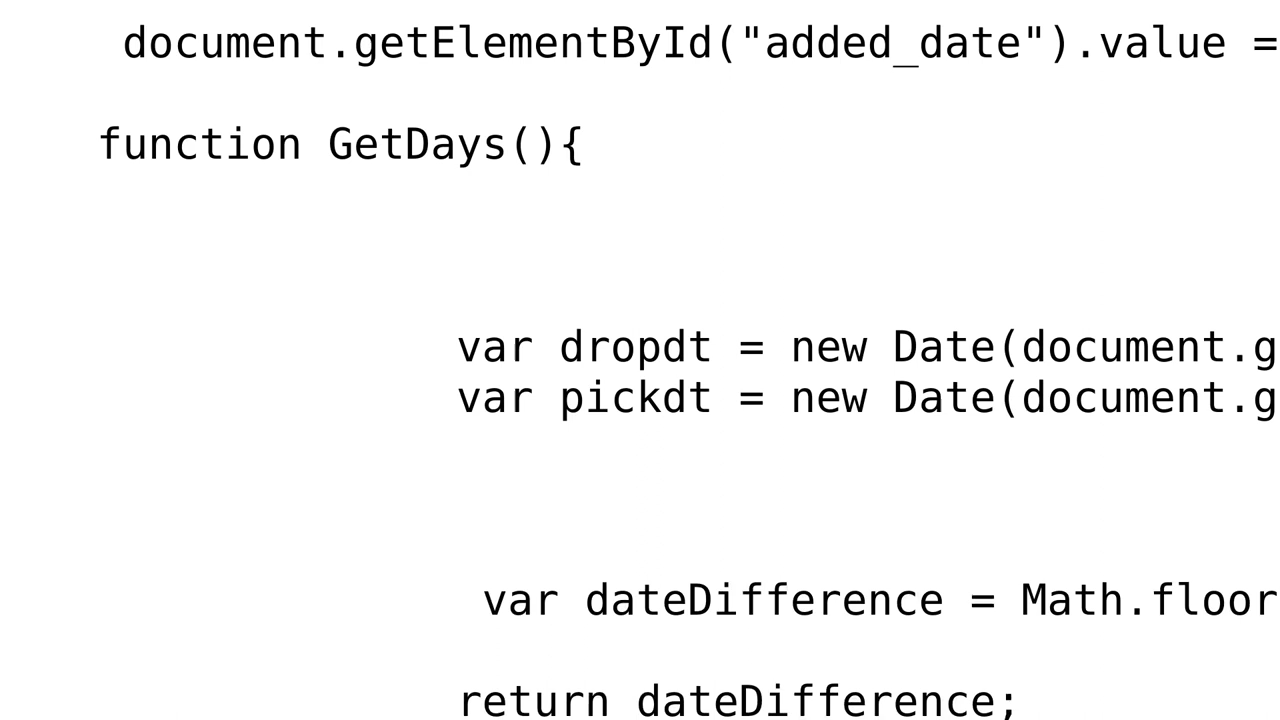 document.getElementById("added_date").value =
function GetDays(){
var dropdt = new Date(document.g
var pickdt = new Date(document.g
var dateDifference = Math.floor
return dateDifference;